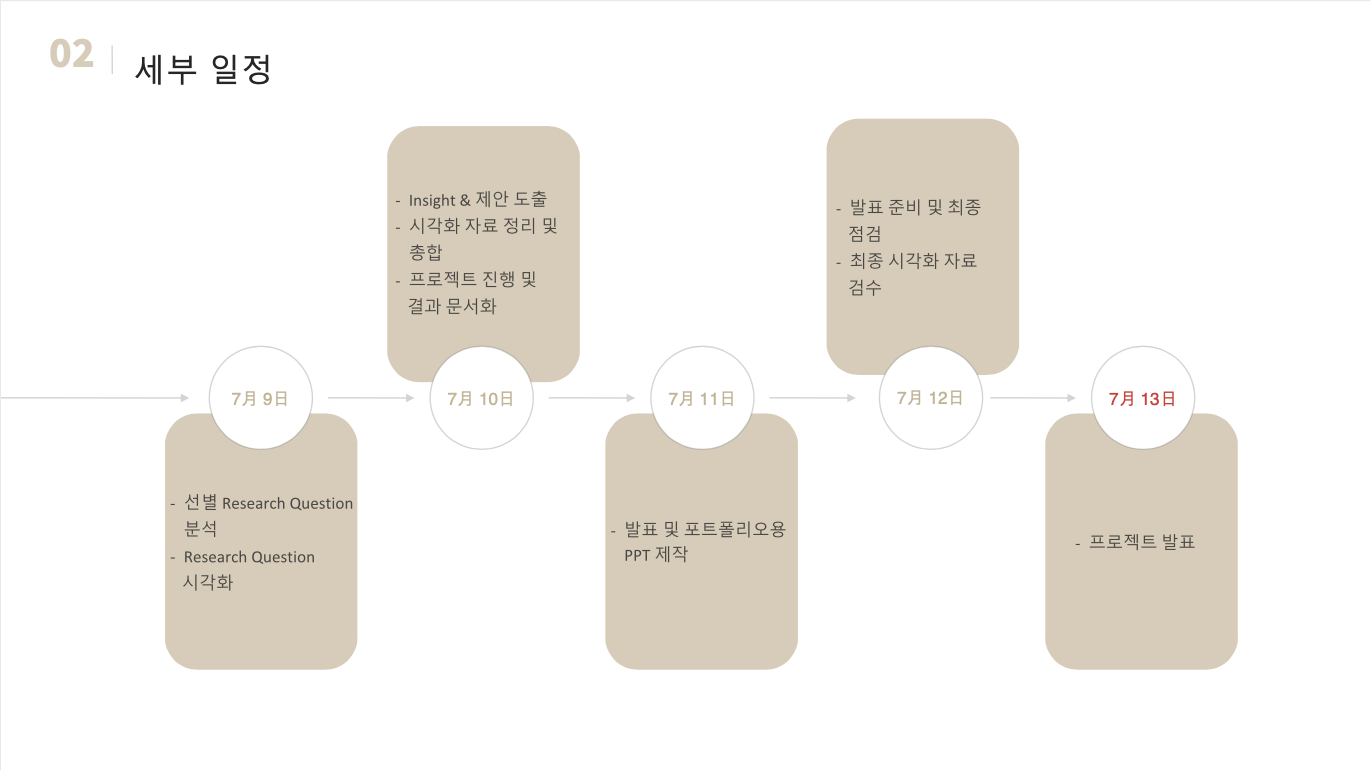 02
세부 일정
7月 9日
- 선별 Research Question
분석
- Research Question
시각화
- Insight & 제안 도출
- 시각화 자료 정리 및
총합
- 프로젝트 진행 및
결과 문서화
7月 10日
7月 11日
- 발표 및 포트폴리오용
PPT 제작
- 발표 준비 및 최종
점검
- 최종 시각화 자료
검수
7月 12日
7月 13日
- 프로젝트 발표